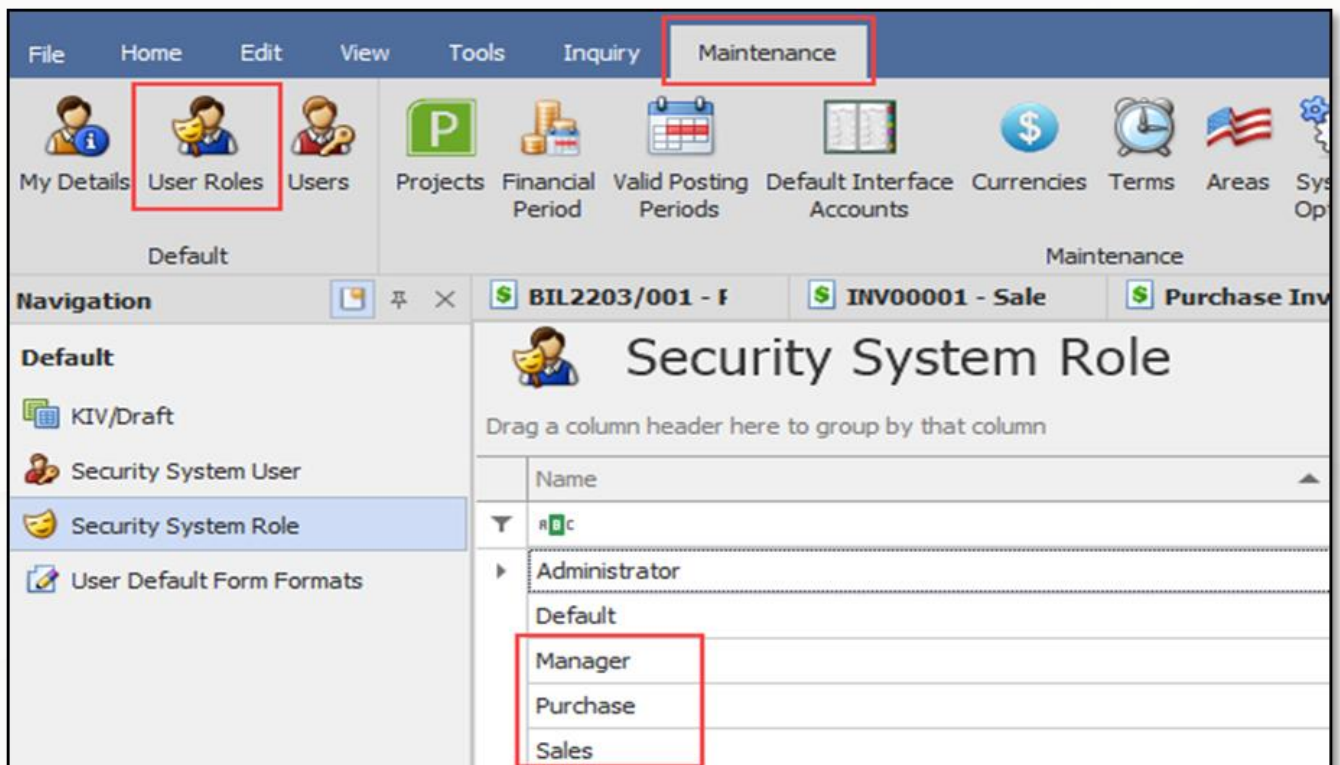 File Home Edit View Tools Inquiry Maintenance
My Details User Roles Users Projects Financial Period Valid Posting Periods Default Interface Accounts Currencies Terms Areas
Default Maintenance
Navigation
BIL2203/001 - INV00001 - Sale Purchase Inv
Default
Security System Role
KIV/Draft
Drag a column header here to group by that column
Security System User
Name
Security System Role
ABC
Administrator
User Default Form Formats
Default
Manager
Purchase
Sales